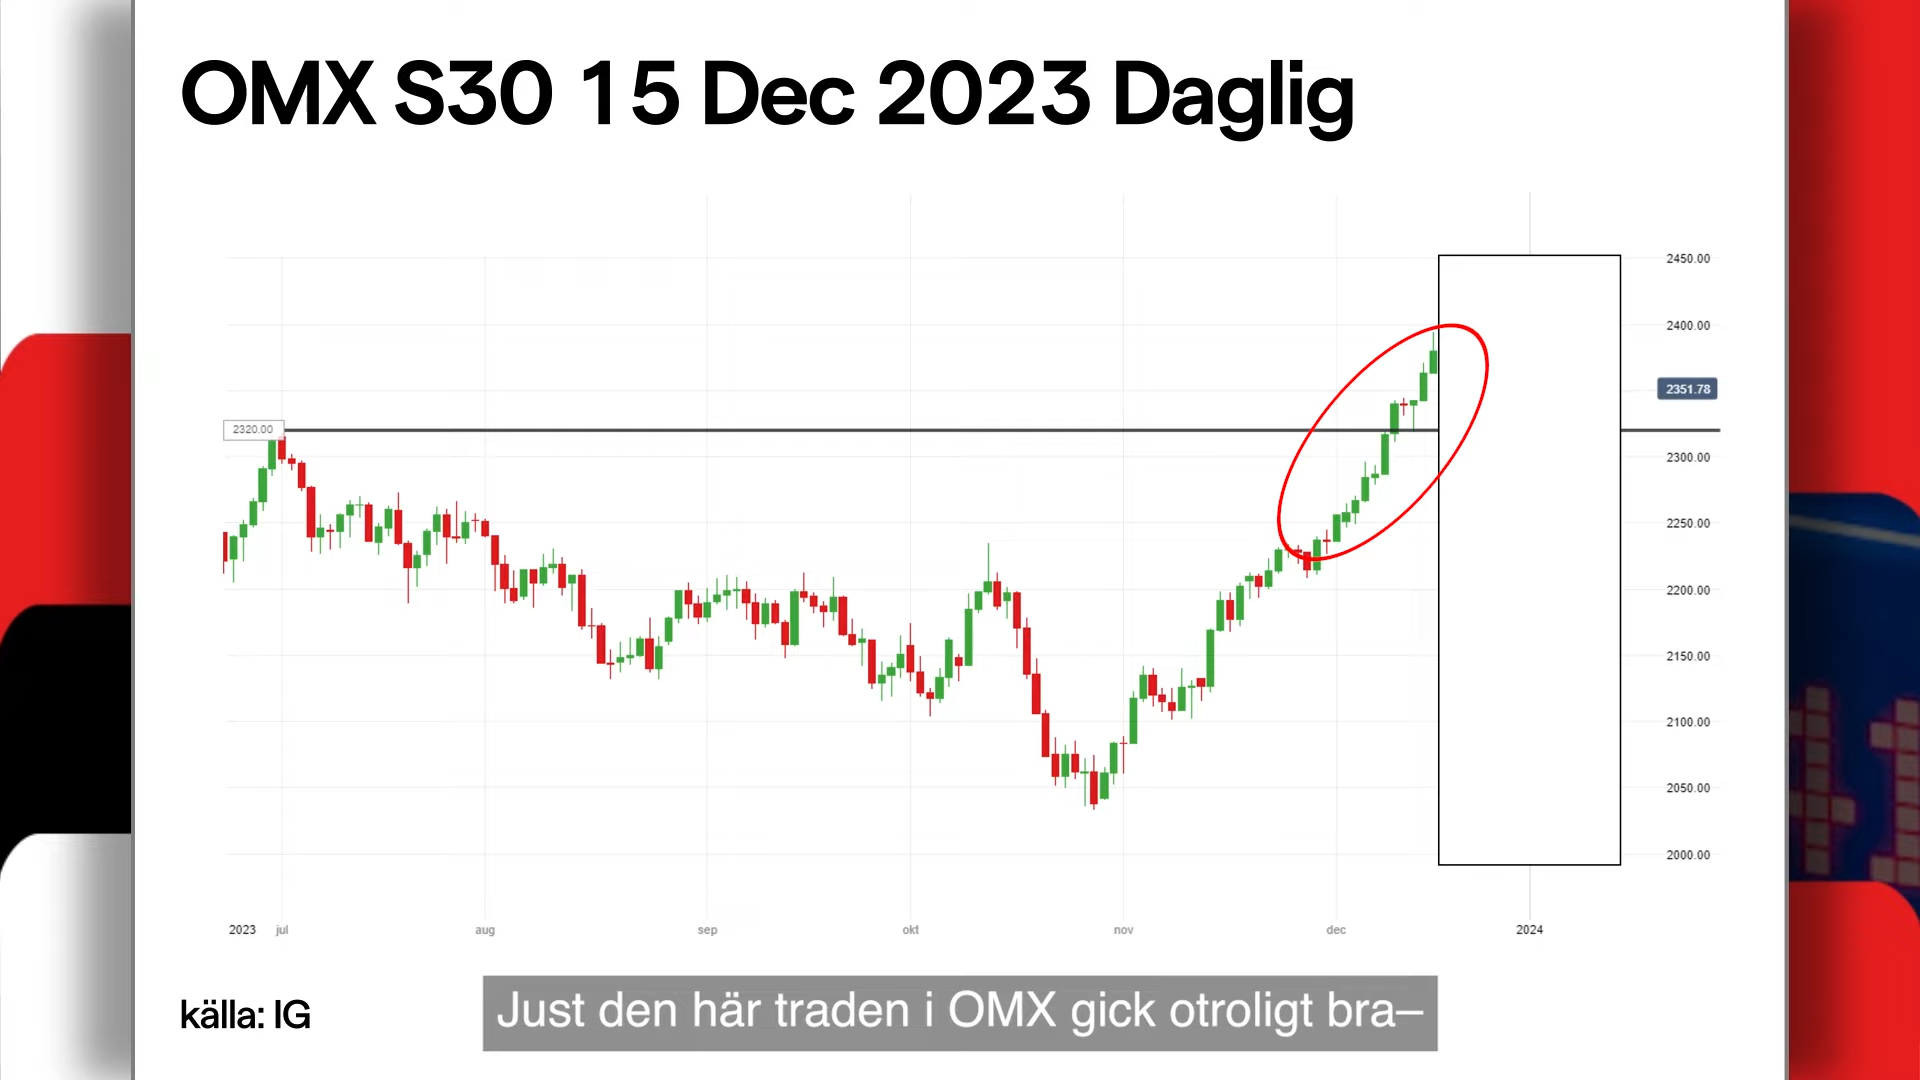 OMX S30 15 Dec 2023 Daglig
2450.00
2400.00
2351.78
2320.00
2300.00
2250.00
2200.00
2150.00
2100.00
2050.00
2000.00
2023 jul aug sep okt nov dec 2024
källa: IG
Just den här traden i OMX gick otroligt bra–